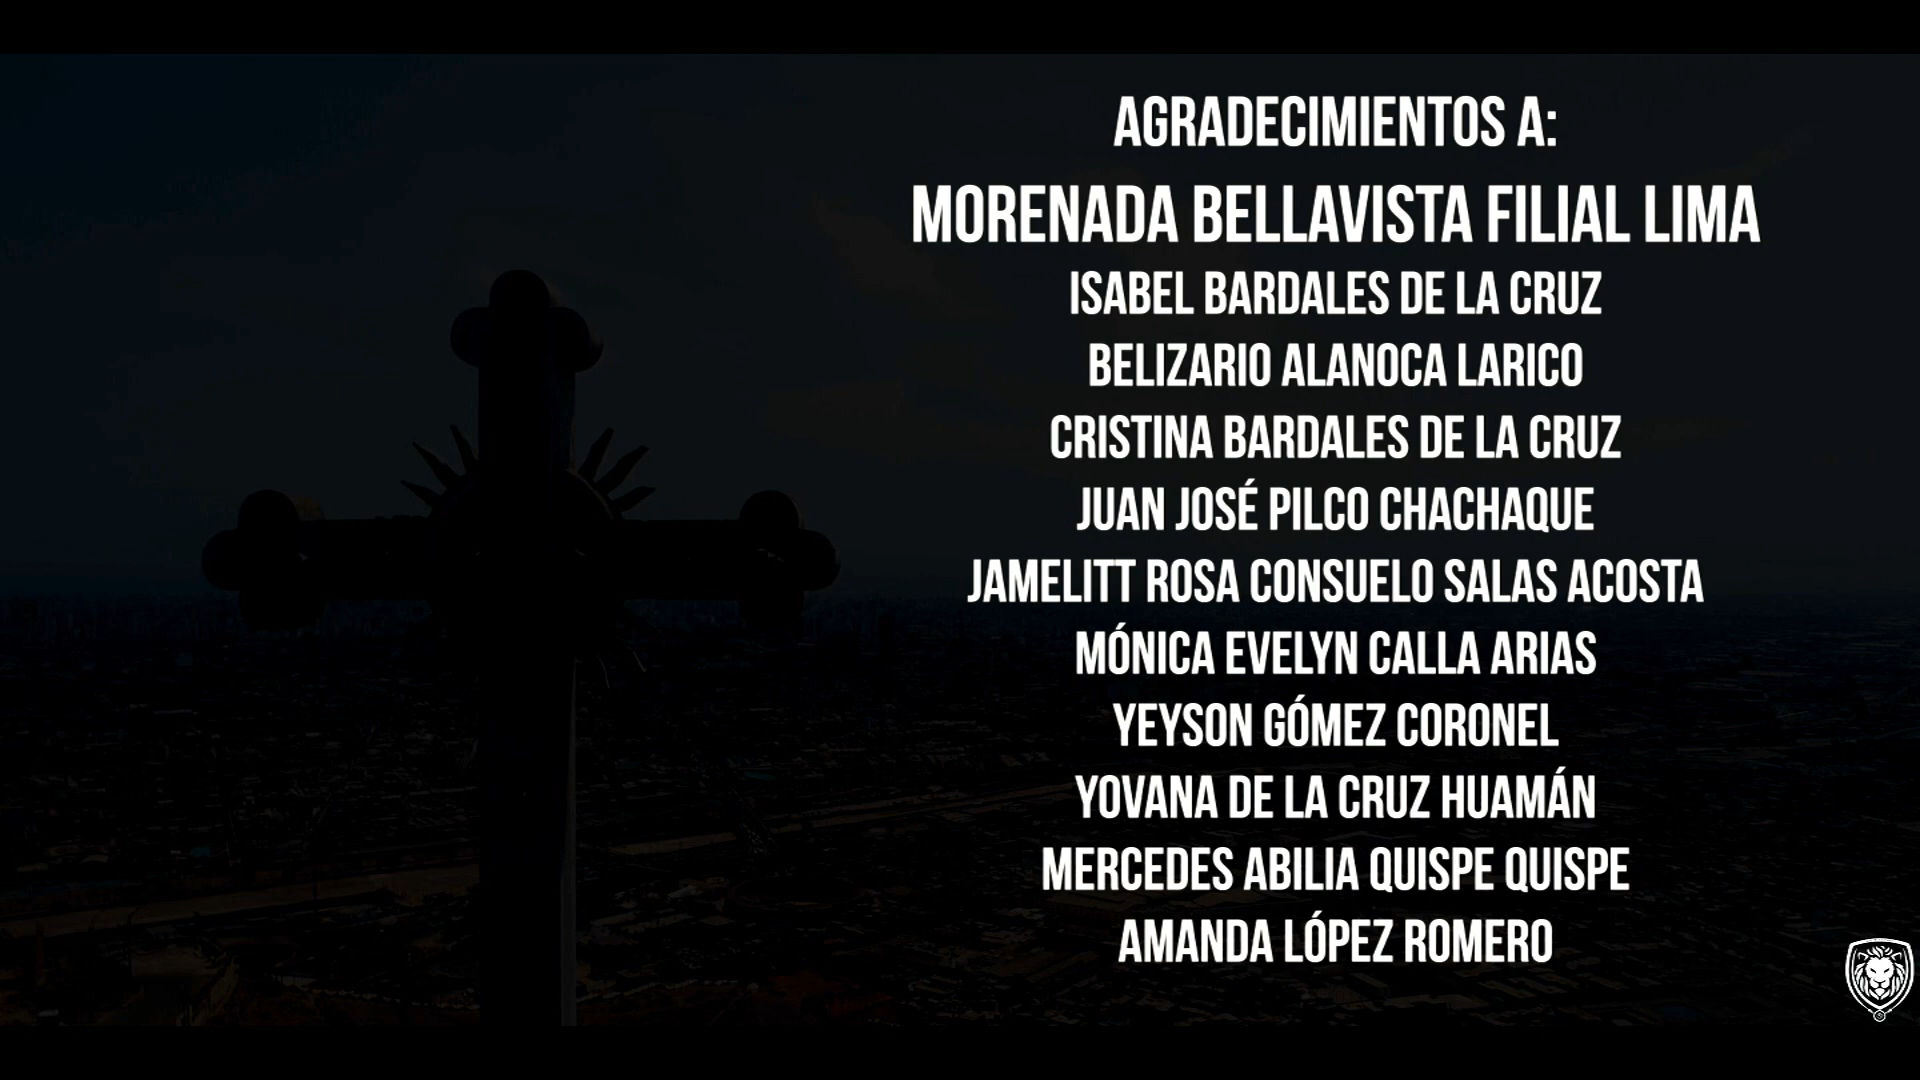 AGRADECIMIENTOS A:
MORENADA BELLAVISTA FILIAL LIMA
ISABEL BARDALES DE LA CRUZ
BELIZARIO ALANOCA LARICO
CRISTINA BARDALES DE LA CRUZ
JUAN JOSÉ PILCO CHACHAQUE
JAMELITT ROSA CONSUELO SALAS ACOSTA
MÓNICA EVELYN CALLA ARIAS
YEYSON GÓMEZ CORONEL
YOVANA DE LA CRUZ HUAMÁN
MERCEDES ABILIA QUISPE QUISPE
AMANDA LÓPEZ ROMERO